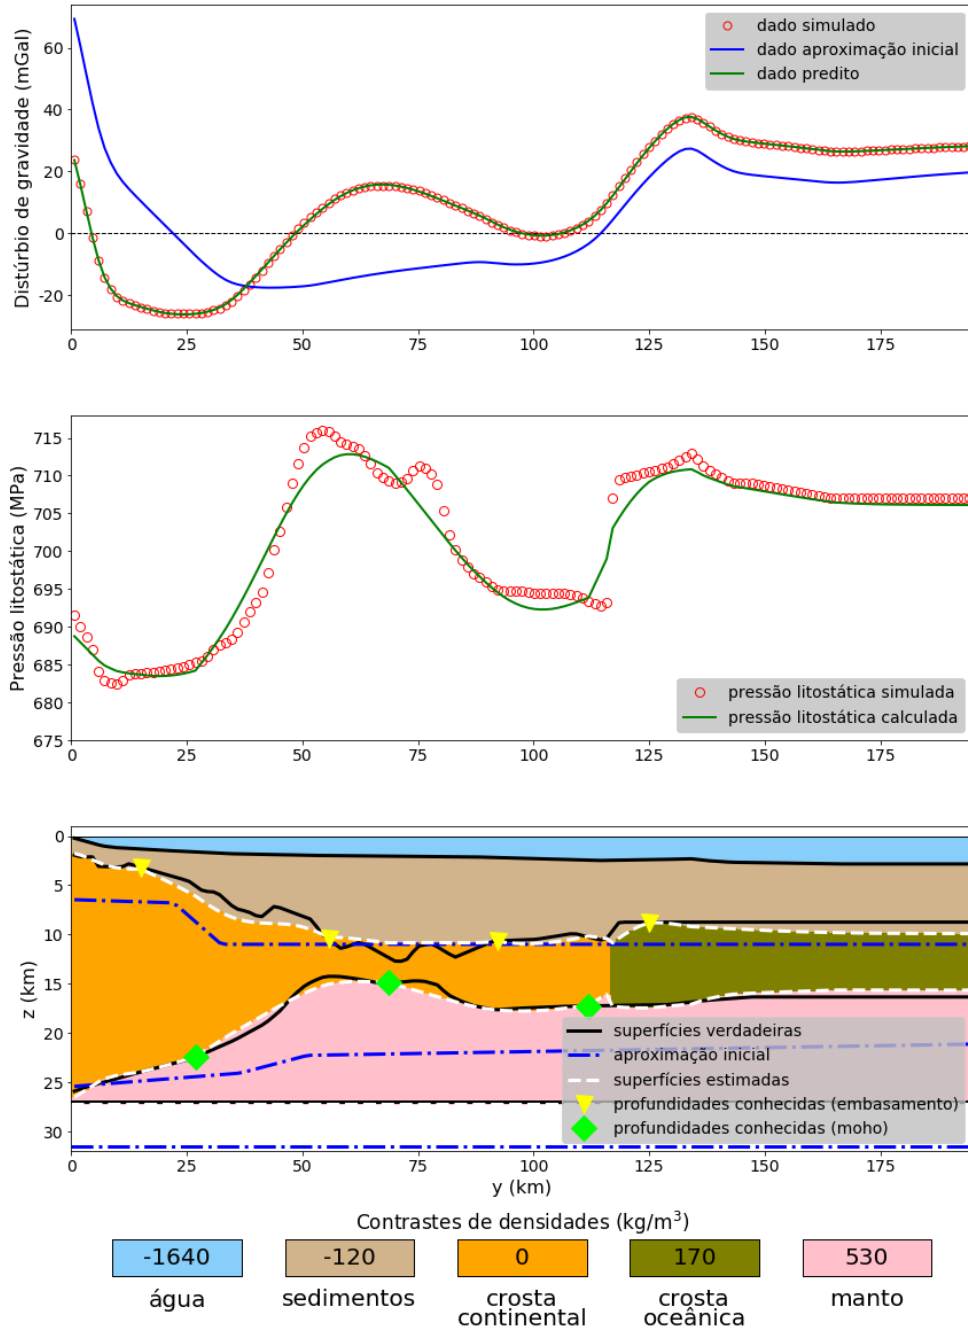 60
40
20
0
-20
Distúrbio de gravidade (mGal)
dado simulado
dado aproximação inicial
dado predito
0 25 50 75 100 125 150 175
715
710
705
700
695
690
685
680
675
Pressão litostática (MPa)
pressão litostática simulada
pressão litostática calculada
0 25 50 75 100 125 150 175
0
5
10
15
20
25
30
z (km)
superfícies verdadeiras
aproximação inicial
superfícies estimadas
profundidades conhecidas (embasamento)
profundidades conhecidas (moho)
0 25 50 75 100 125 150 175
y (km)
Contrastes de densidades (kg/m³)
-1640 -120 0 170 530
água sedimentos crosta crosta manto
continental oceânica